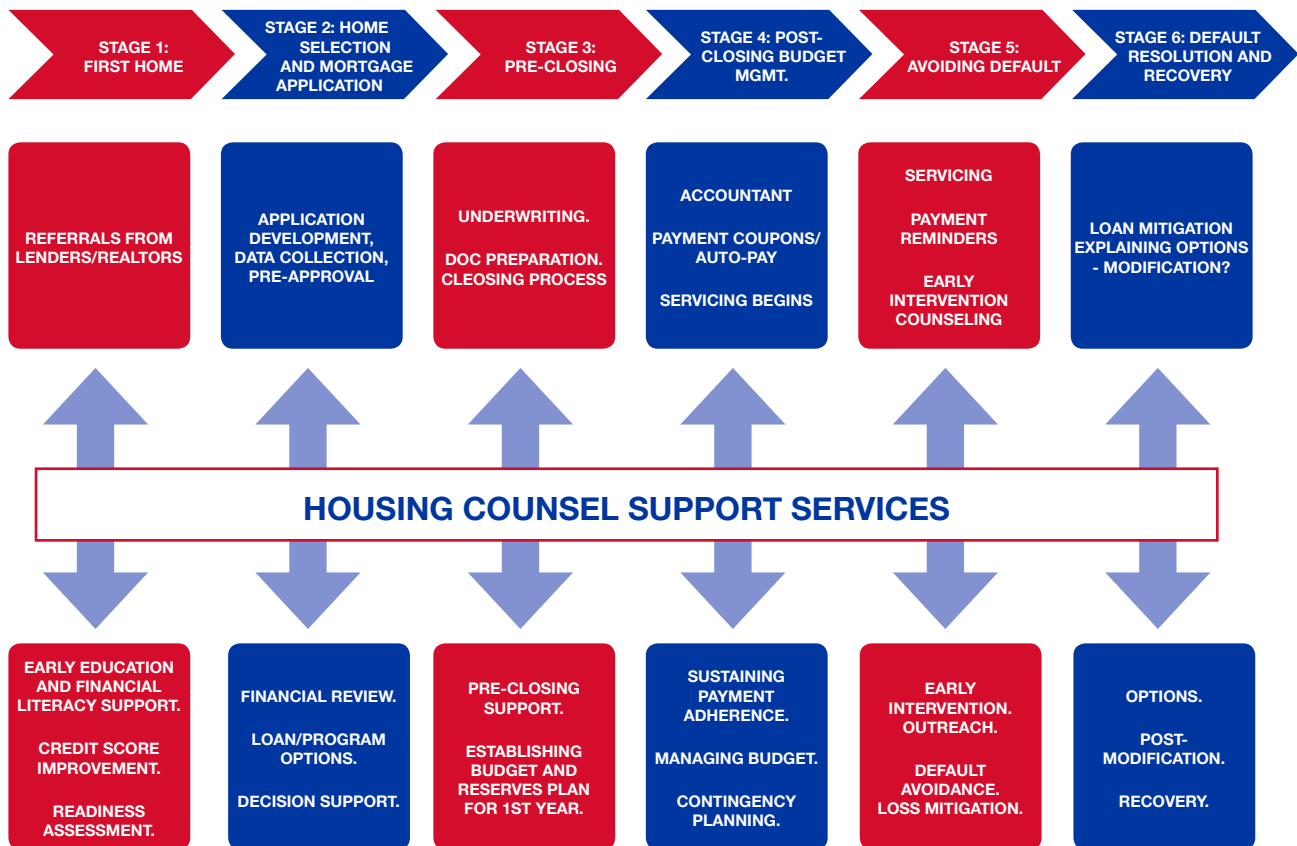 STAGE 1:
FIRST HOME
STAGE 2: HOME
SELECTION
AND MORTGAGE
APPLICATION
STAGE 3:
PRE-CLOSING
STAGE 4: POST-
CLOSING BUDGET
MGMT.
STAGE 5:
AVOIDING DEFAULT
STAGE 6: DEFAULT
RESOLUTION AND
RECOVERY
REFERRALS FROM
LENDERS/REALTORS
APPLICATION
DEVELOPMENT,
DATA COLLECTION,
PRE-APPROVAL
UNDERWRITING.
DOC PREPARATION.
CLEOSING PROCESS
ACCOUNTANT
PAYMENT COUPONS/
AUTO-PAY
SERVICING BEGINS
SERVICING
PAYMENT
REMINDERS
EARLY
INTERVENTION
COUNSELING
LOAN MITIGATION
EXPLAINING OPTIONS
- MODIFICATION?
HOUSING COUNSEL SUPPORT SERVICES
EARLY EDUCATION
AND FINANCIAL
LITERACY SUPPORT.
CREDIT SCORE
IMPROVEMENT.
READINESS
ASSESSMENT.
FINANCIAL REVIEW.
LOAN/PROGRAM
OPTIONS.
DECISION SUPPORT.
PRE-CLOSING
SUPPORT.
ESTABLISHING
BUDGET AND
RESERVES PLAN
FOR 1ST YEAR.
SUSTAINING
PAYMENT
ADHERENCE.
MANAGING BUDGET.
CONTINGENCY
PLANNING.
EARLY
INTERVENTION.
OUTREACH.
DEFAULT
AVOIDANCE.
LOSS MITIGATION.
OPTIONS.
POST-
MODIFICATION.
RECOVERY.